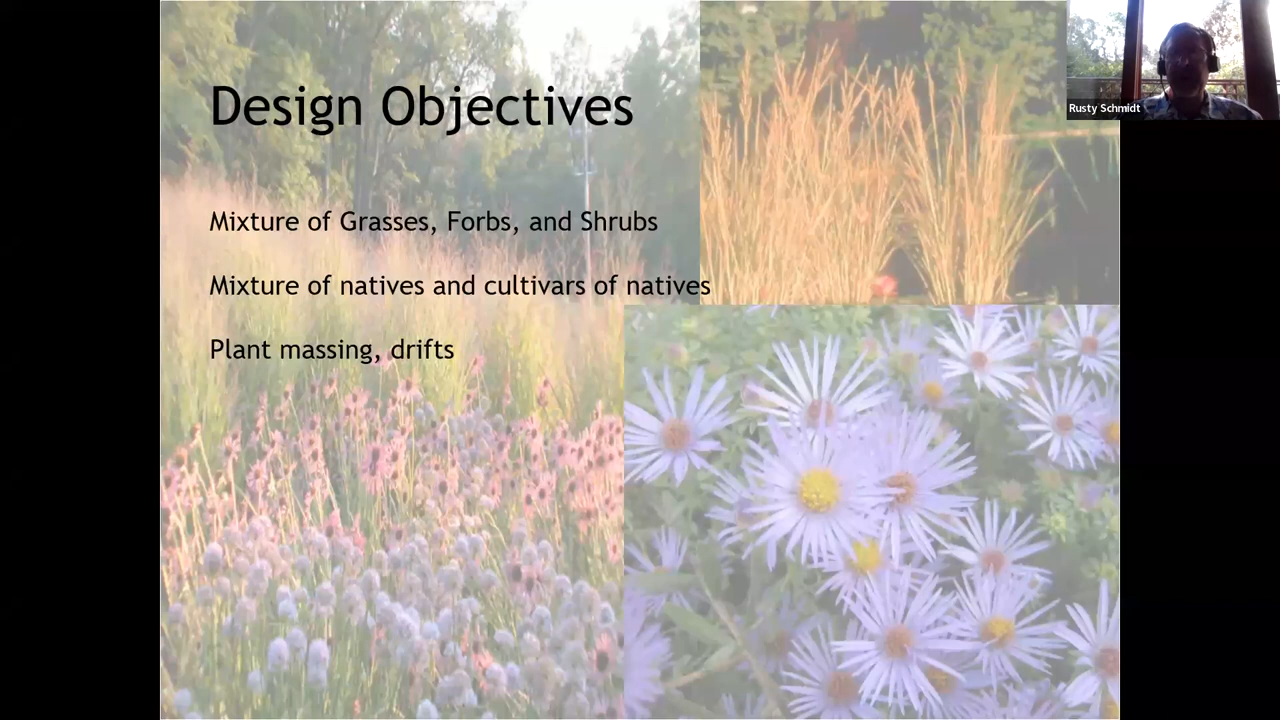 Design Objectives
Mixture of Grasses, Forbs, and Shrubs
Mixture of natives and cultivars of natives
Plant massing, drifts
Rusty Schmidt